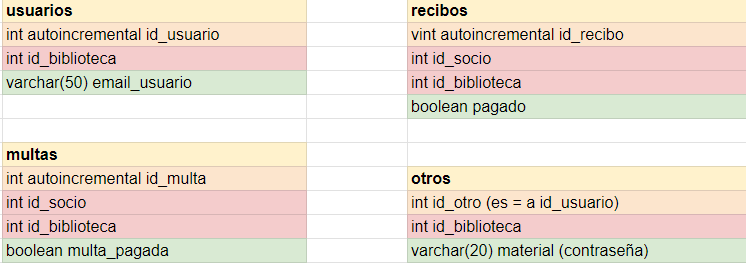 usuarios
int autoincremental id_usuario
int id_biblioteca
varchar(50) email_usuario
recibos
vint autoincremental id_recibo
int id_socio
int id_biblioteca
boolean pagado
multas
int autoincremental id_multa
int id_socio
int id_biblioteca
boolean multa_pagada
otros
int id_otro (es = a id_usuario)
int id_biblioteca
varchar(20) material (contraseña)